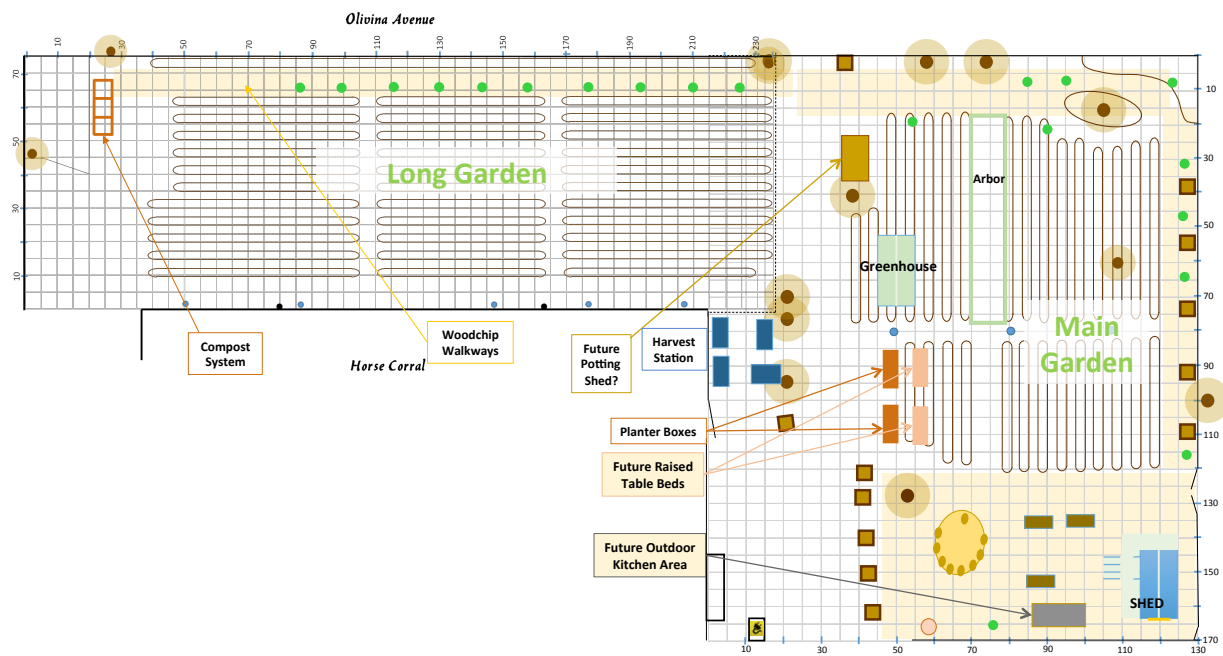 Olivina Avenue
10
30
50
70
90
110
130
150
170
190
210
230
70
50
30
10
Long Garden
Compost
System
Woodchip
Walkways
Horse Corral
Future
Potting
Shed?
Harvest
Station
Greenhouse
Arbor
Main
Garden
Planter Boxes
Future Raised
Table Beds
Future Outdoor
Kitchen Area
SHED
10
30
50
70
90
110
130
150
170
10
30
50
70
90
110
130